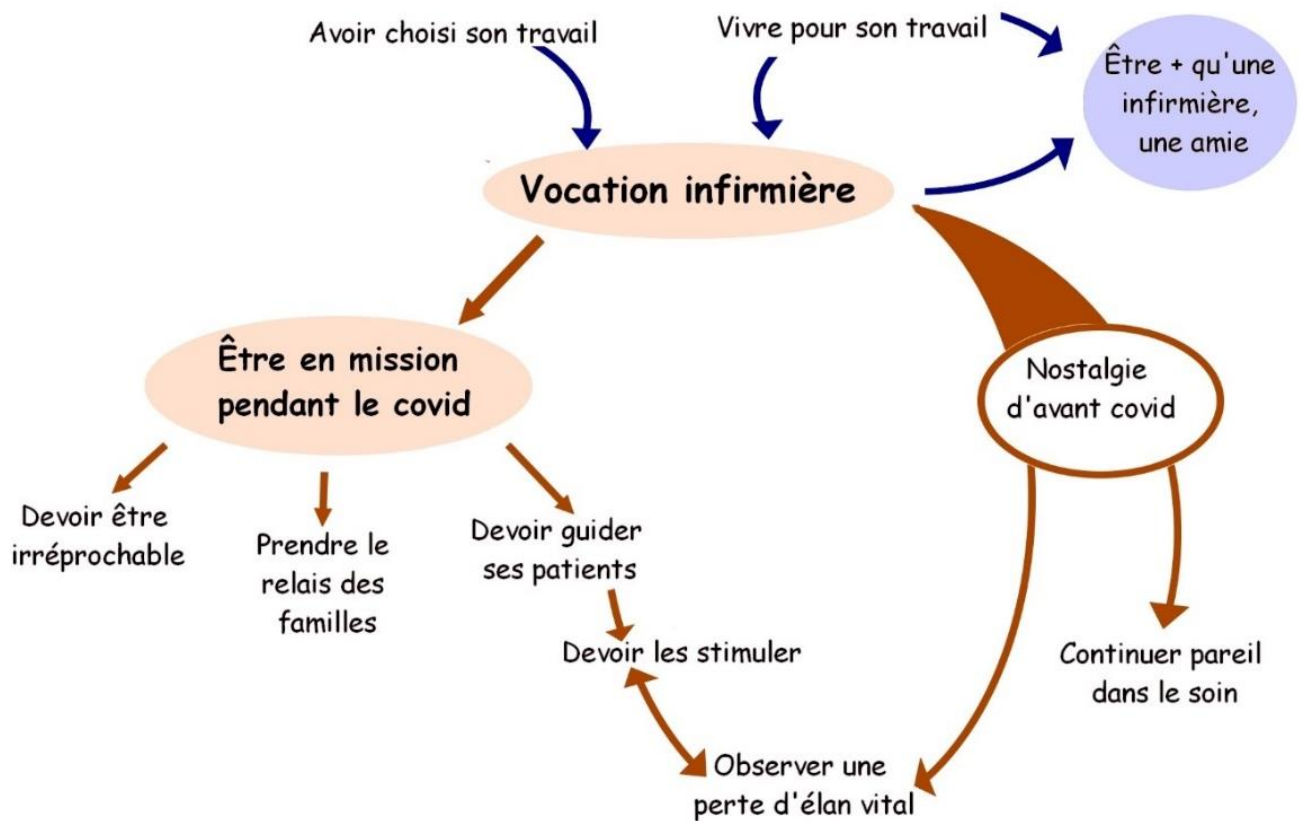 Avoir choisi son travail
Vivre pour son travail
Être + qu'une
infirmière,
une amie
Vocation infirmière
Être en mission
pendant le covid
Nostalgie
d'avant covid
Devoir être
irréprochable
Prendre le
relais des
familles
Devoir guider
ses patients
Devoir les stimuler
Continuer pareil
dans le soin
Observer une
perte d'élan vital